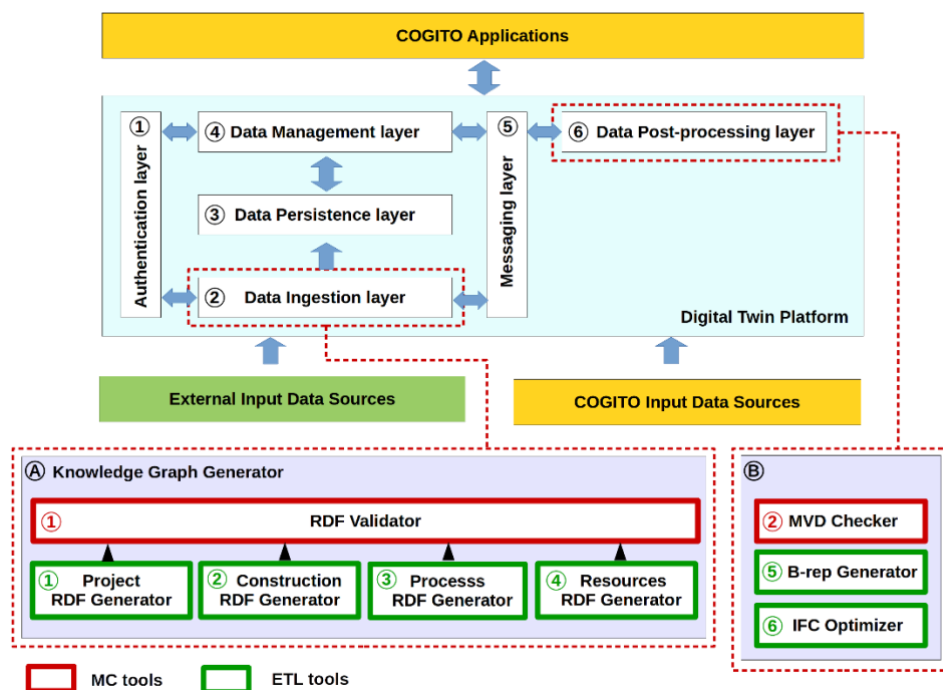 COGITO Applications
① Authentication layer
④ Data Management layer
⑤ Messaging layer
⑥ Data Post-processing layer
③ Data Persistence layer
② Data Ingestion layer
Digital Twin Platform
External Input Data Sources
COGITO Input Data Sources
Ⓐ Knowledge Graph Generator
① RDF Validator
① Project
RDF Generator
② Construction
RDF Generator
③ Processs
RDF Generator
④ Resources
RDF Generator
Ⓑ
② MVD Checker
⑤ B-rep Generator
⑥ IFC Optimizer
MC tools
ETL tools